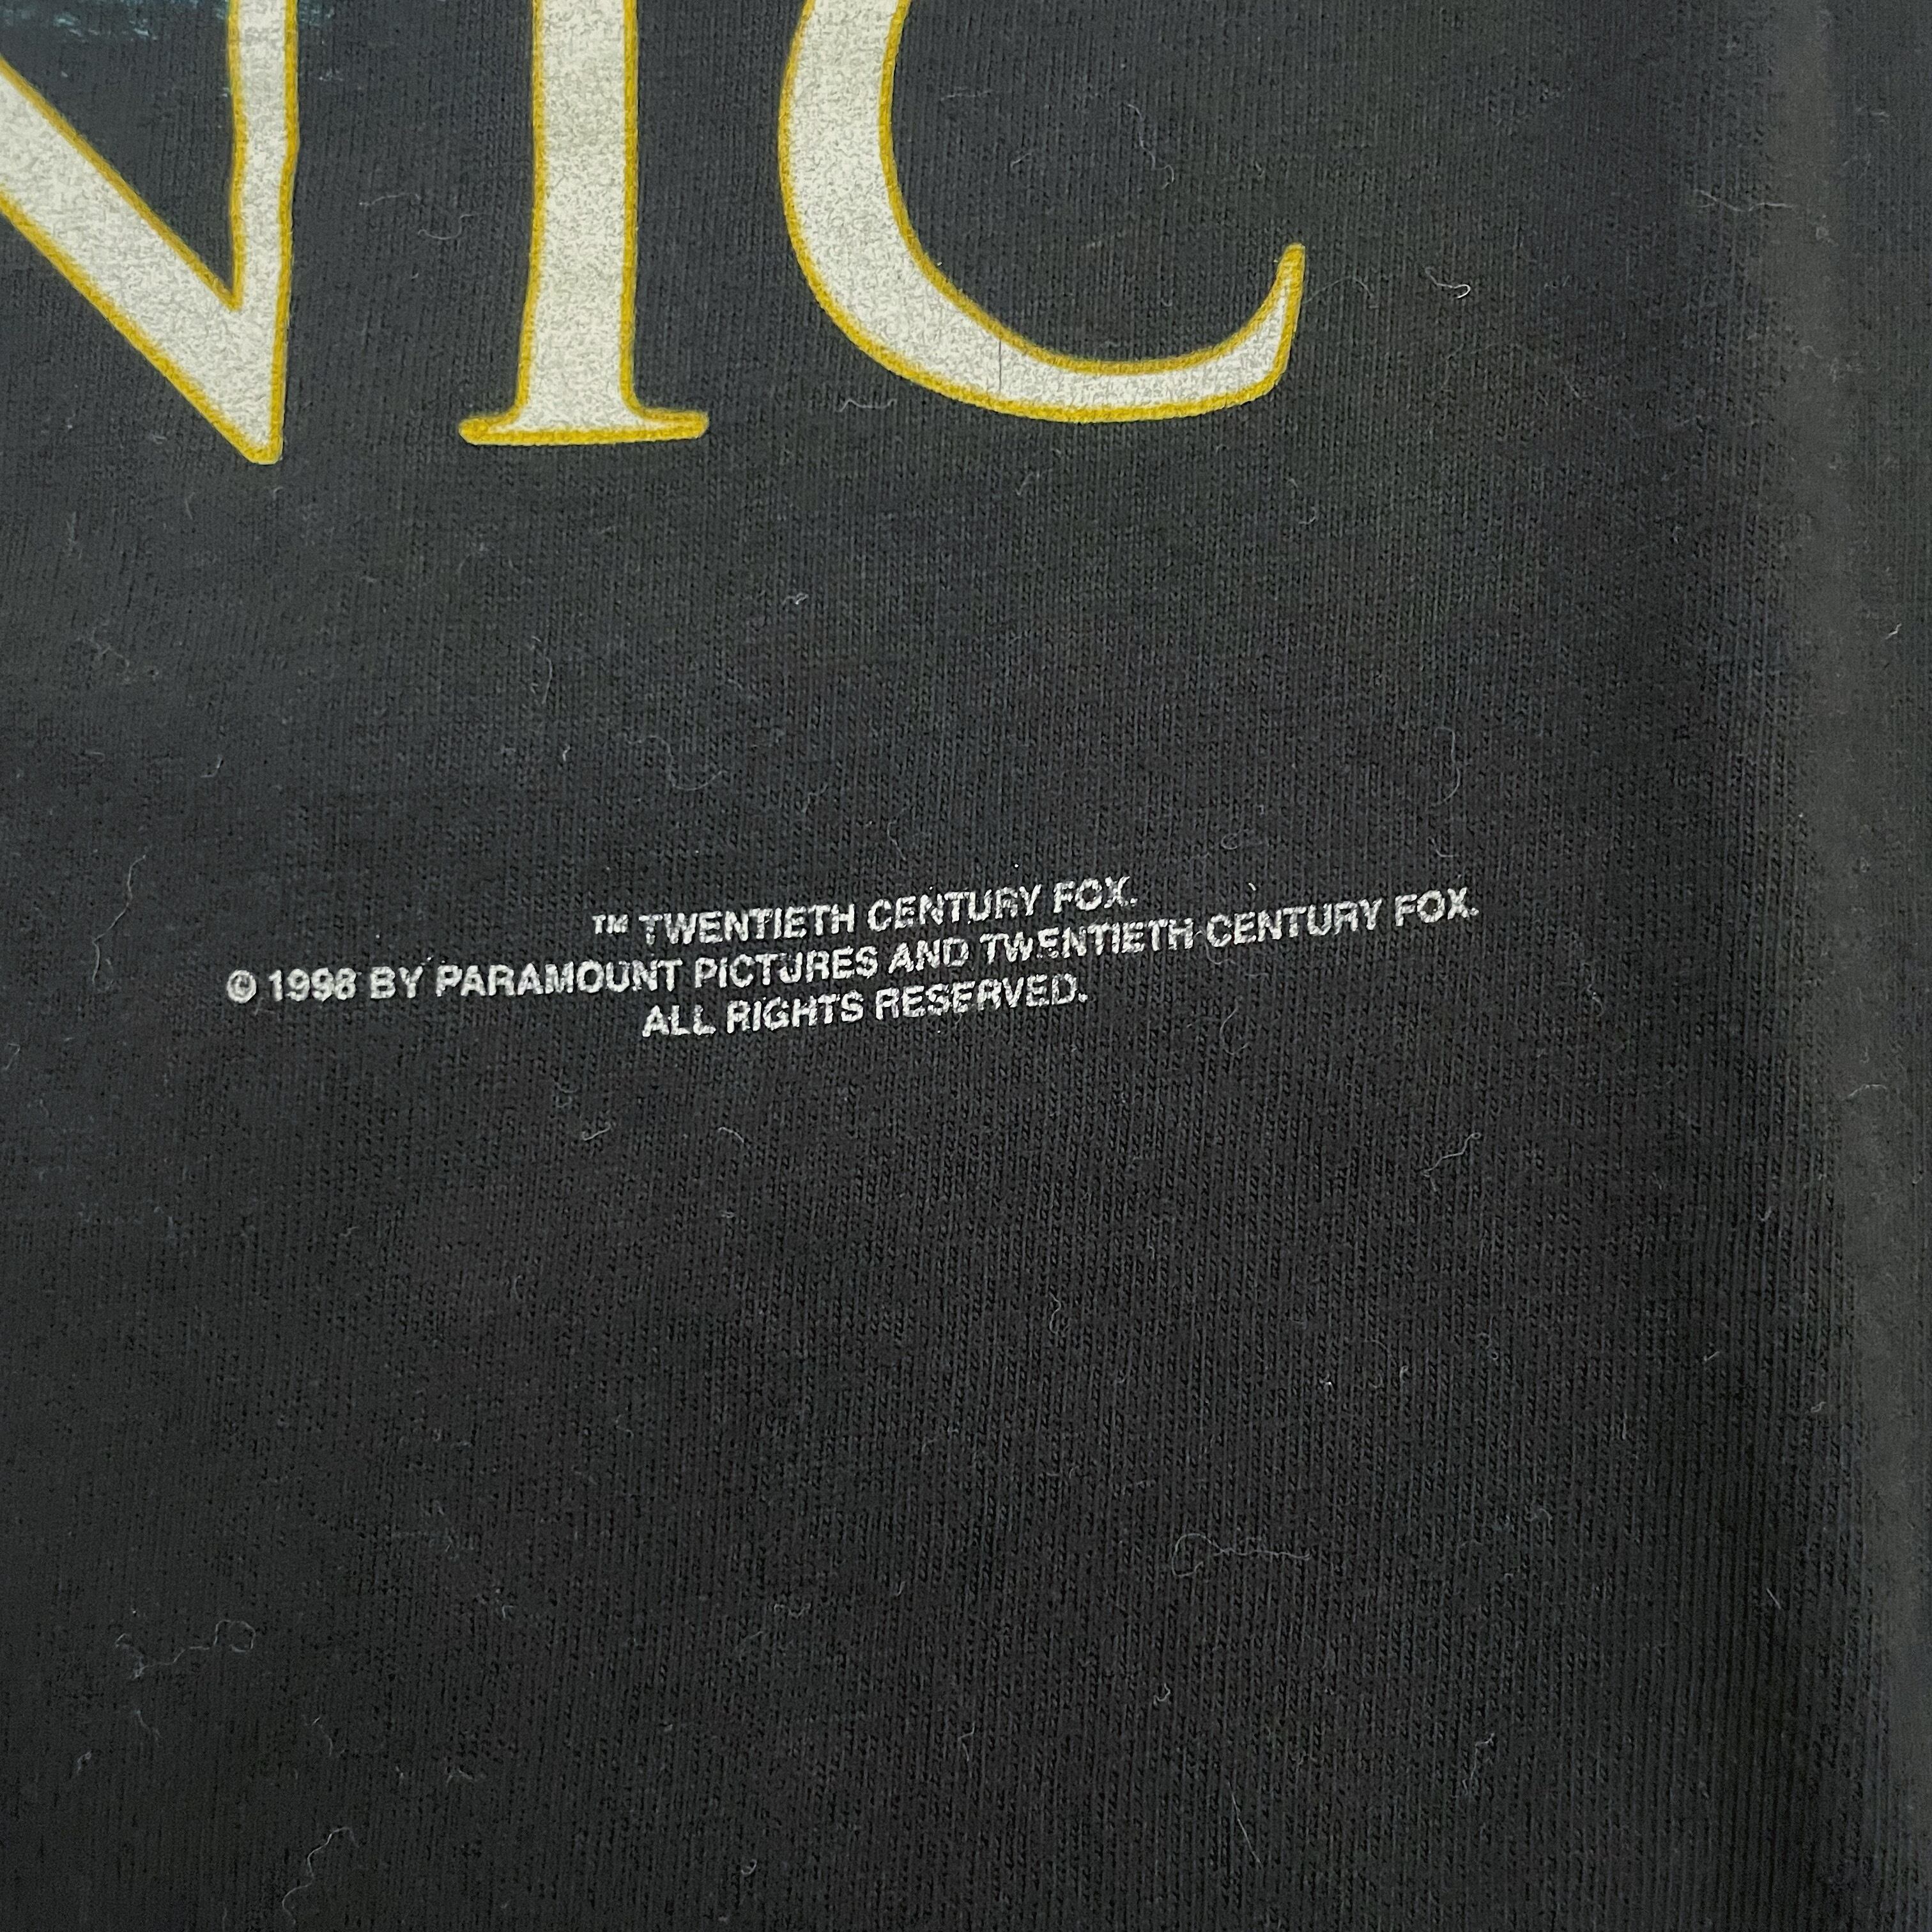 NIC
™ TWENTIETH CENTURY FOX.
© 1998 BY PARAMOUNT PICTURES AND TWENTIETH CENTURY FOX.
ALL RIGHTS RESERVED.